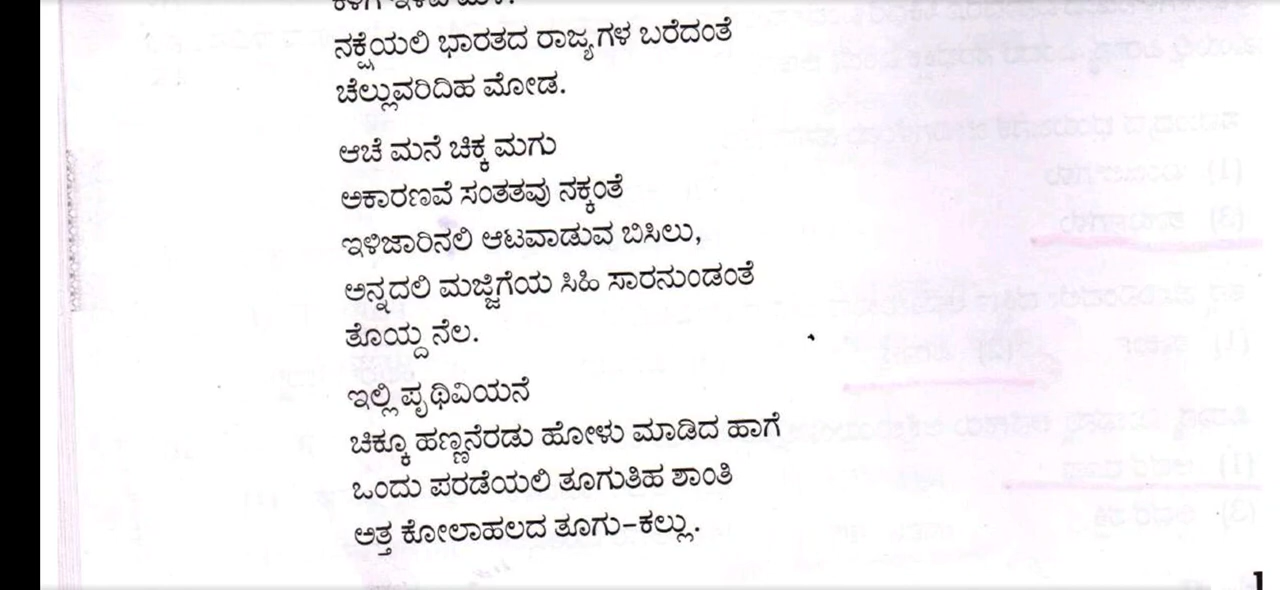 ನಕ್ಷೆಯಲಿ ಭಾರತದ ರಾಜ್ಯಗಳ ಬರೆದಂತೆ
ಚೆಲ್ಲುವರಿದಿಹ ಮೋಡ.
ಆಚೆ ಮನೆ ಚಿಕ್ಕ ಮಗು
ಅಕಾರಣವೆ ಸಂತತವು ನಕ್ಕಂತೆ
ಇಳಿಜಾರಿನಲಿ ಆಟವಾಡುವ ಬಿಸಿಲು,
ಅನ್ನದಲಿ ಮಜ್ಜಿಗೆಯ ಸಿಹಿ ಸಾರನುಂಡಂತೆ
ತೊಯ್ದ ನೆಲ.
ಇಲ್ಲಿ ಪೃಥಿವಿಯನೆ
ಚಿಕ್ಕೂ ಹಣ್ಣನೆರಡು ಹೋಳು ಮಾಡಿದ ಹಾಗೆ
ಒಂದು ಪರಡೆಯಲಿ ತೂಗುತಿಹ ಶಾಂತಿ
ಅತ್ತ ಕೋಲಾಹಲದ ತೂಗು-ಕಲ್ಲು.
1